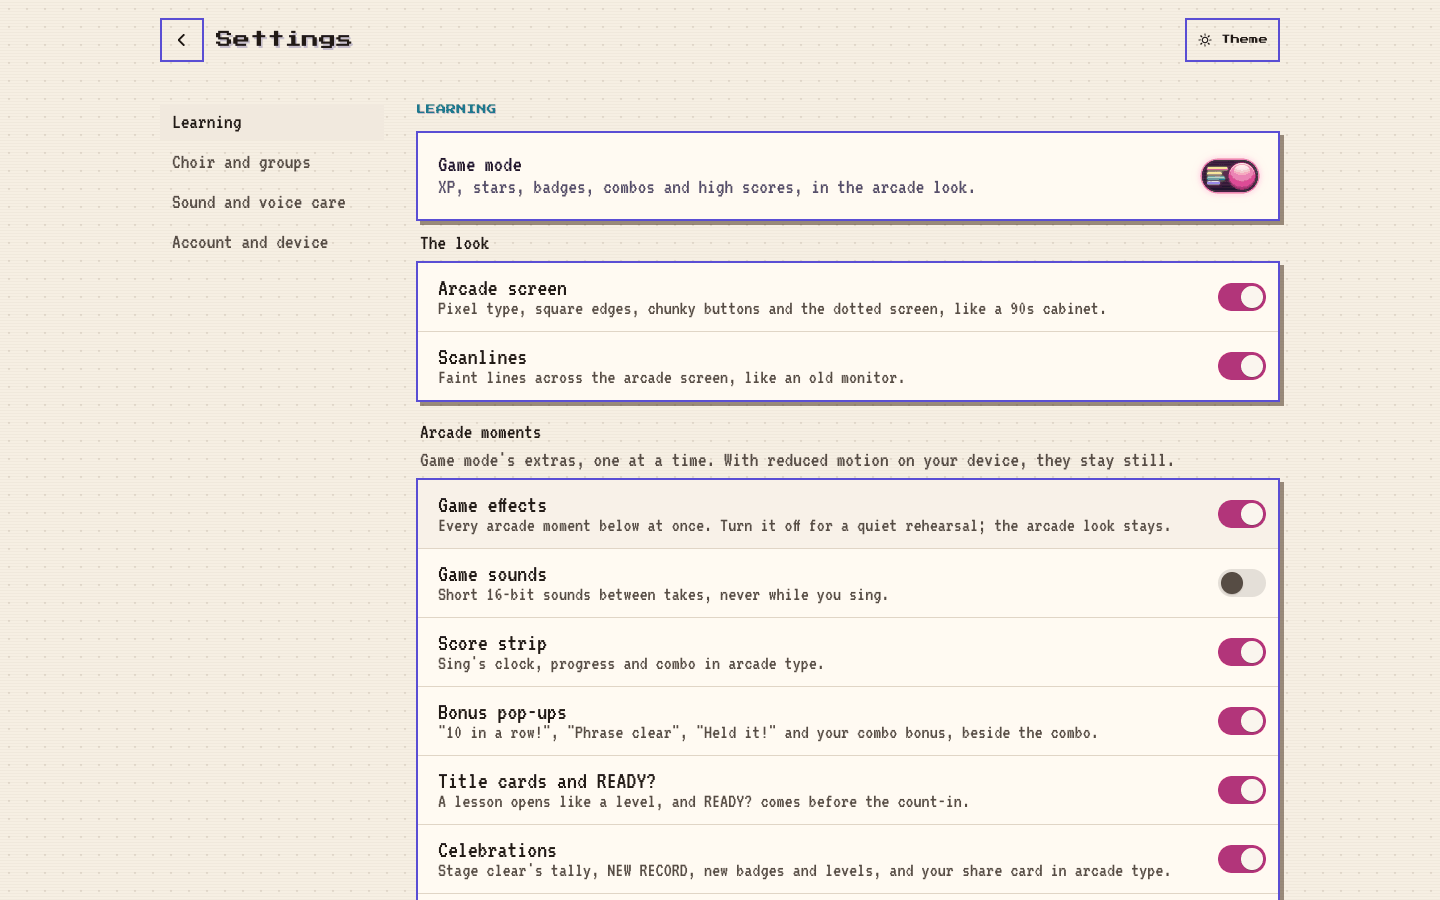 Settings
Theme
Learning
Choir and groups
Sound and voice care
Account and device
LEARNING
Game mode
XP, stars, badges, combos and high scores, in the arcade look.
The look
Arcade screen
Pixel type, square edges, chunky buttons and the dotted screen, like a 90s cabinet.
Scanlines
Faint lines across the arcade screen, like an old monitor.
Arcade moments
Game mode's extras, one at a time. With reduced motion on your device, they stay still.
Game effects
Every arcade moment below at once. Turn it off for a quiet rehearsal; the arcade look stays.
Game sounds
Short 16-bit sounds between takes, never while you sing.
Score strip
Sing's clock, progress and combo in arcade type.
Bonus pop-ups
"10 in a row!", "Phrase clear", "Held it!" and your combo bonus, beside the combo.
Title cards and READY?
A lesson opens like a level, and READY? comes before the count-in.
Celebrations
Stage clear's tally, NEW RECORD, new badges and levels, and your share card in arcade type.